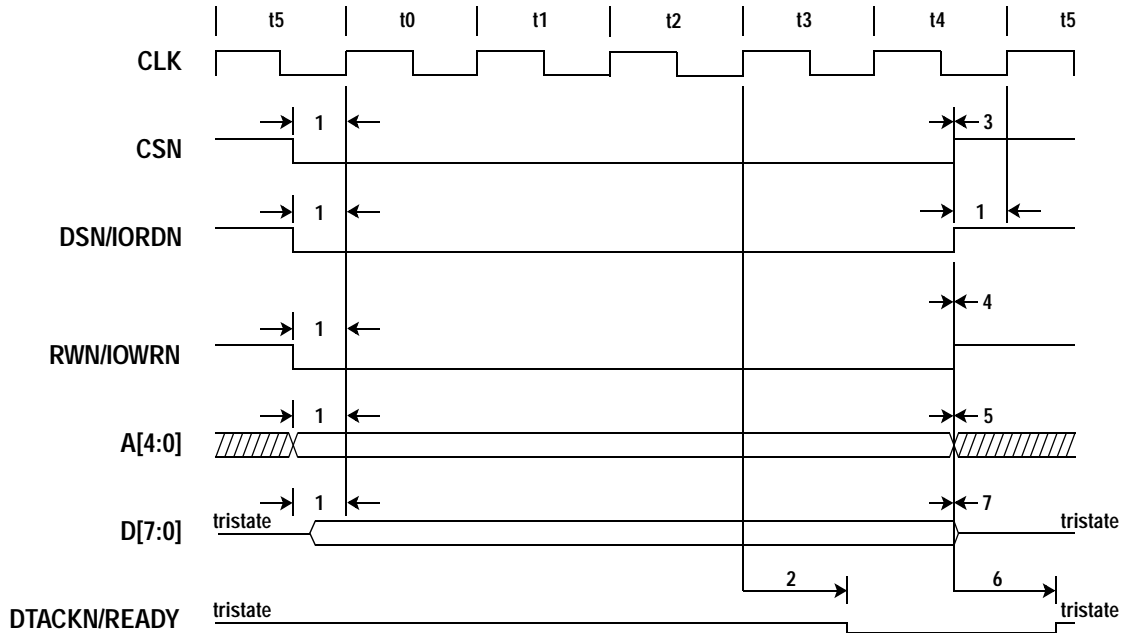 t5 t0 t1 t2 t3 t4 t5
CLK
1 3
CSN
1 1
DSN/IORDN
4
1
RWN/IOWRN
1 5
A[4:0]
1 7
tristate tristate
D[7:0]
2 6
tristate tristate
DTACKN/READY